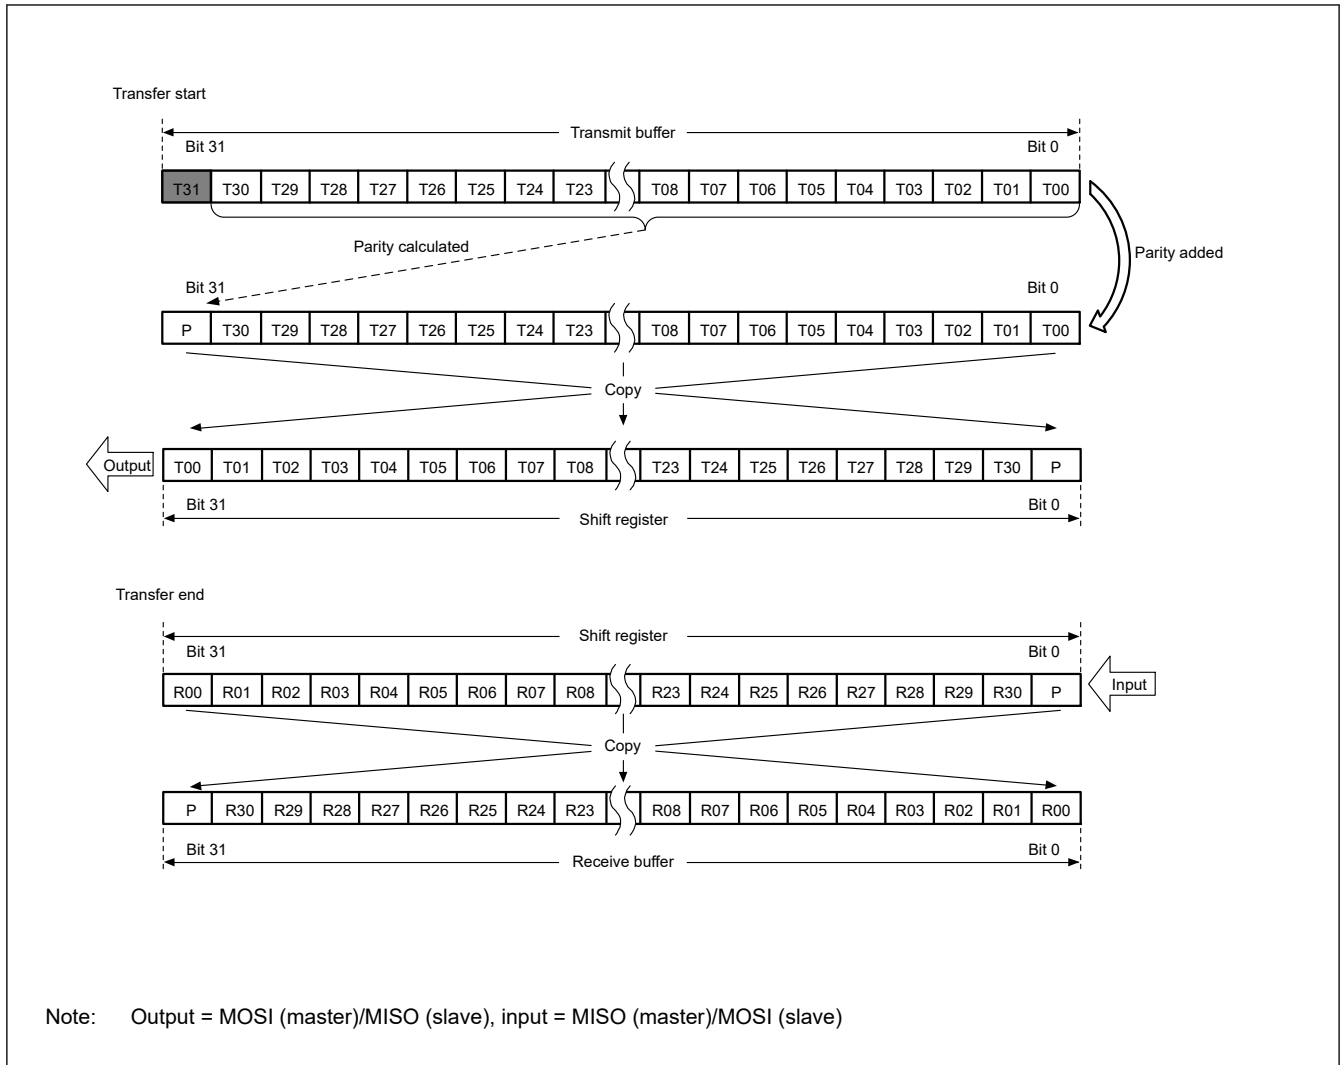 Transfer start
Transmit buffer
Bit 31 Bit 0
T31 T30 T29 T28 T27 T26 T25 T24 T23 T08 T07 T06 T05 T04 T03 T02 T01 T00
Parity calculated
Parity added
Bit 31 Bit 0
P T30 T29 T28 T27 T26 T25 T24 T23 T08 T07 T06 T05 T04 T03 T02 T01 T00
Copy
Output T00 T01 T02 T03 T04 T05 T06 T07 T08 T23 T24 T25 T26 T27 T28 T29 T30 P
Bit 31 Bit 0
Shift register
Transfer end
Shift register
Bit 31 Bit 0
R00 R01 R02 R03 R04 R05 R06 R07 R08 R23 R24 R25 R26 R27 R28 R29 R30 P Input
Copy
P R30 R29 R28 R27 R26 R25 R24 R23 R08 R07 R06 R05 R04 R03 R02 R01 R00
Bit 31 Bit 0
Receive buffer
Note: Output = MOSI (master)/MISO (slave), input = MISO (master)/MOSI (slave)